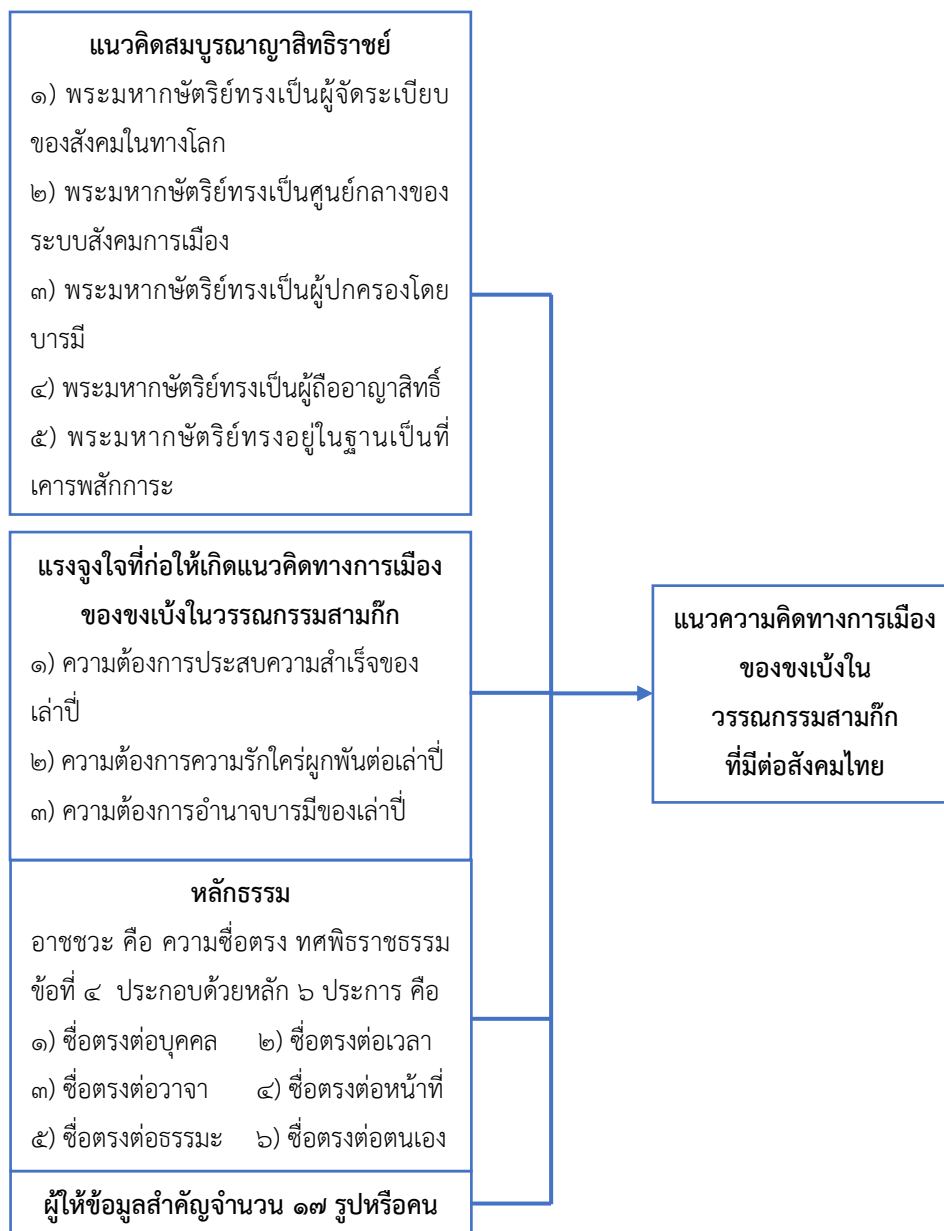 แนวคิดสมบูรณาญาสิทธิราชย์
๑) พระมหากษัตริย์ทรงเป็นผู้จัดระเบียบ
ของสังคมในทางโลก
๒) พระมหากษัตริย์ทรงเป็นศูนย์กลางของ
ระบบสังคมการเมือง
๓) พระมหากษัตริย์ทรงเป็นผู้ปกครองโดย
บารมี
๔) พระมหากษัตริย์ทรงเป็นผู้ถืออาญาสิทธิ์
๕) พระมหากษัตริย์ทรงอยู่ในฐานเป็นที่
เคารพสักการะ
แรงจูงใจที่ก่อให้เกิดแนวคิดทางการเมือง
ของขงเบ้งในวรรณกรรมสามก๊ก
๑) ความต้องการประสบความสำเร็จของ
เล่าปี่
๒) ความต้องการความรักใคร่ผูกพันต่อเล่าปี่
๓) ความต้องการอำนาจบารมีของเล่าปี่
หลักธรรม
อาชชวะ คือ ความซื่อตรง ทศพิธราชธรรม
ข้อที่ ๔ ประกอบด้วยหลัก ๖ ประการ คือ
๑) ซื่อตรงต่อบุคคล ๒) ซื่อตรงต่อเวลา
๓) ซื่อตรงต่อวาจา ๔) ซื่อตรงต่อหน้าที่
๕) ซื่อตรงต่อธรรมะ ๖) ซื่อตรงต่อตนเอง
ผู้ให้ข้อมูลสำคัญจำนวน ๑๗ รูปหรือคน
แนวความคิดทางการเมือง
ของขงเบ้งใน
วรรณกรรมสามก๊ก
ที่มีต่อสังคมไทย